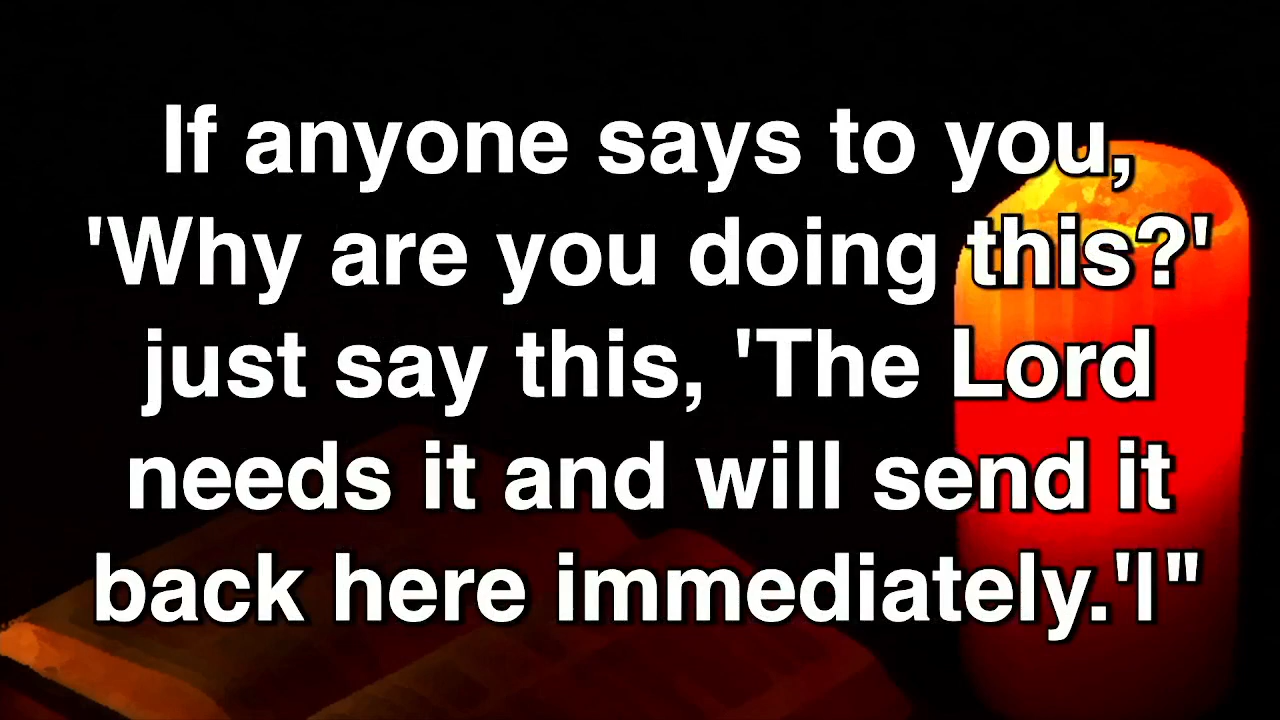 If anyone says to you,
'Why are you doing this?'
just say this, 'The Lord
needs it and will send it
back here immediately.'l"